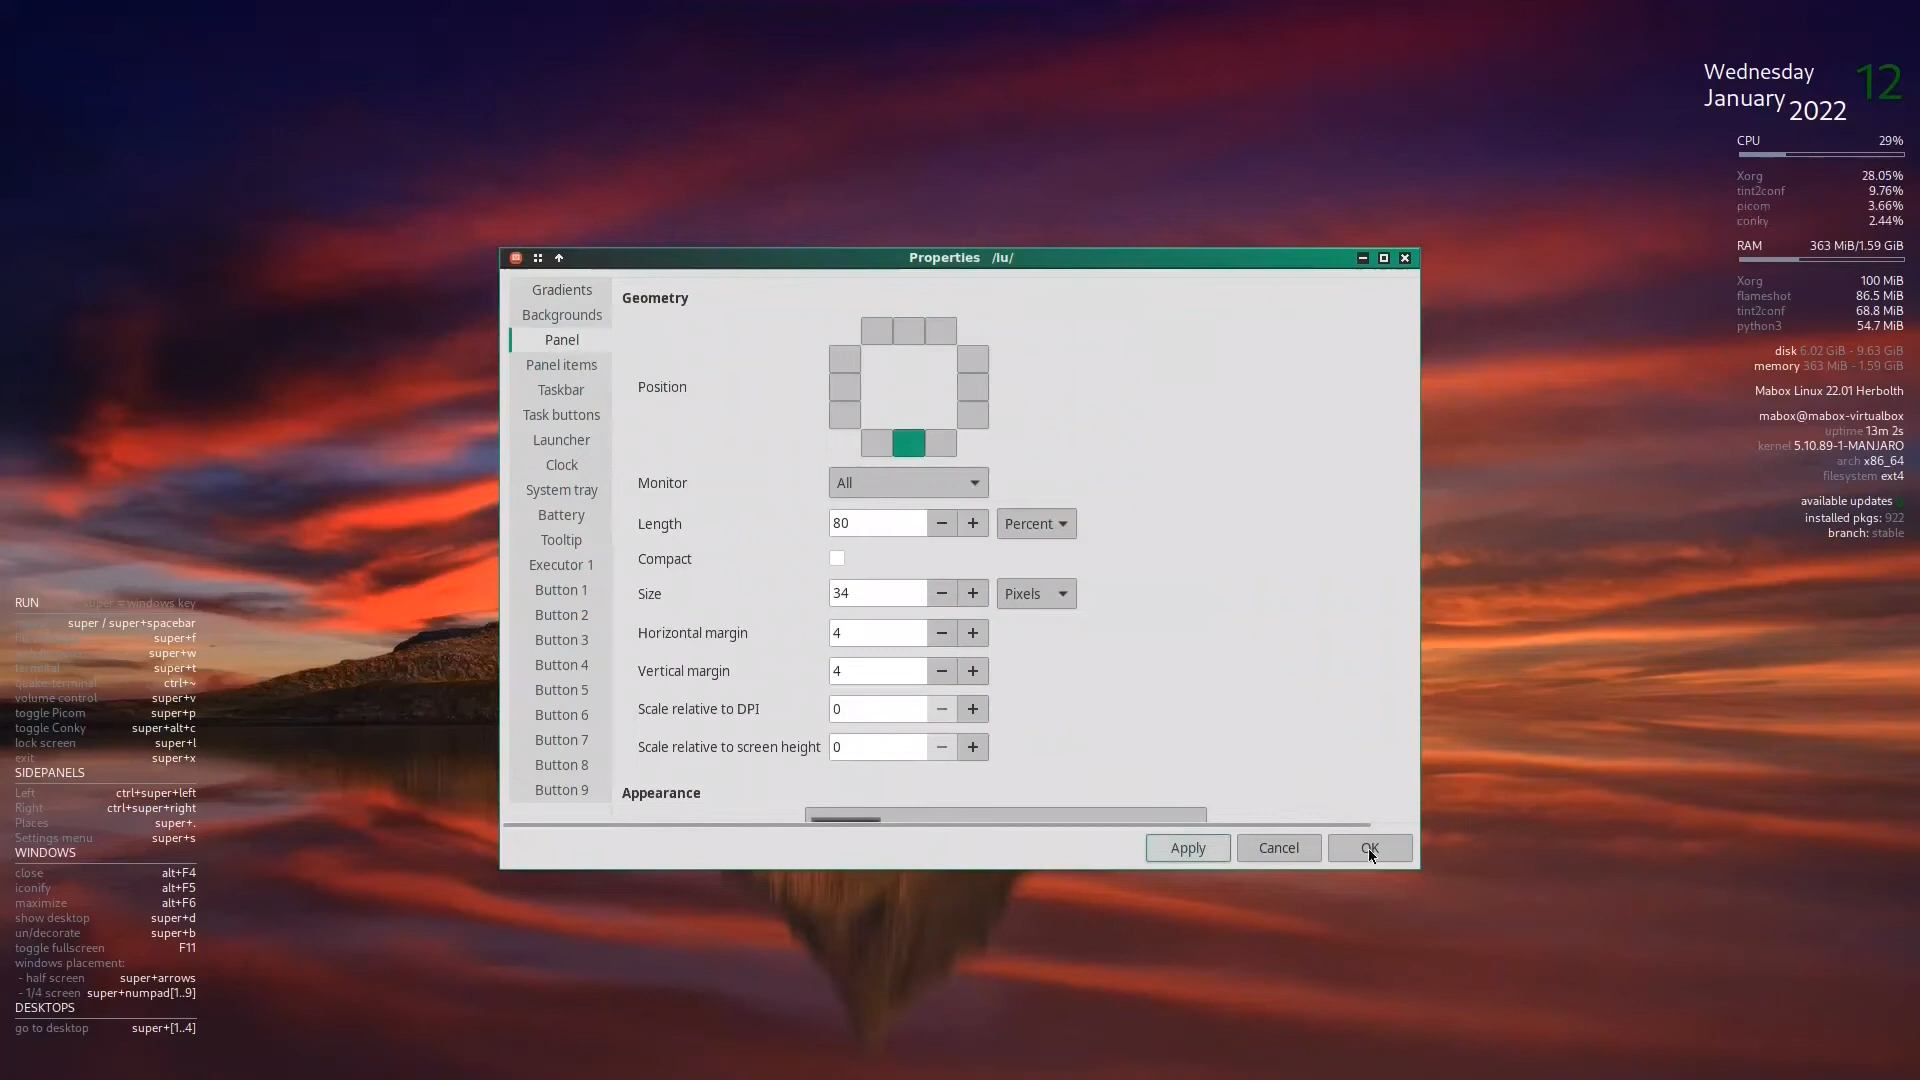 Wednesday 12
January 2022
CPU 29%
Xorg 28.05%
tint2conf 9.76%
picom 3.66%
conky 2.44%
RAM 363 MiB/1.59 GiB
Xorg 100 MiB
flameshot 86.5 MiB
tint2conf 68.8 MiB
python3 54.7 MiB
disk 6.02 GiB - 9.63 GiB
memory 363 MiB - 1.59 GiB
Mabox Linux 22.01 Herbolth
mabox@mabox-virtualbox
uptime 13m 2s
kernel 5.10.89-1-MANJARO
arch x86_64
filesystem ext4
available updates
installed pkgs: 922
branch: stable
Properties /lu/
Gradients
Backgrounds
Panel
Panel items
Taskbar
Task buttons
Launcher
Clock
System tray
Battery
Tooltip
Executor 1
Button 1
Button 2
Button 3
Button 4
Button 5
Button 6
Button 7
Button 8
Button 9
Geometry
Position
Monitor All
Length 80 Percent
Compact
Size 34 Pixels
Horizontal margin 4
Vertical margin 4
Scale relative to DPI 0
Scale relative to screen height 0
Appearance
Apply Cancel OK
RUN super = windows key
super / super+spacebar
super+f
super+w
terminal super+t
quake terminal ctrl+~
volume control super+v
toggle Picom super+p
toggle Conky super+alt+c
lock screen super+l
exit super+x
SIDEPANELS
Left ctrl+super+left
Right ctrl+super+right
Places super+.
Settings menu super+s
WINDOWS
close alt+F4
iconify alt+F5
maximize alt+F6
show desktop super+d
un/decorate super+b
toggle fullscreen F11
windows placement:
- half screen super+arrows
- 1/4 screen super+numpad[1..9]
DESKTOPS
go to desktop super+[1..4]